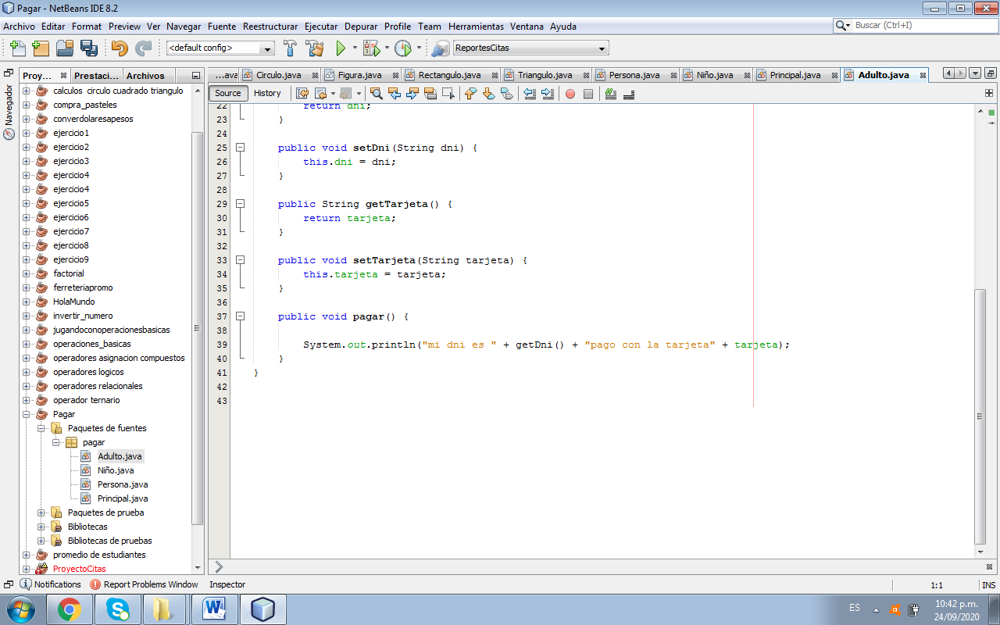 Pagar - NetBeans IDE 8.2
Archivo Editar Format Preview Ver Navegar Fuente Reestructurar Ejecutar Depurar Profile Team Herramientas Ventana Ayuda
Buscar (Ctrl+I)
<default config>
ReportesCitas
Navegador
Proy...
Prestaci...
Archivos
...ava
Circulo.java
Figura.java
Rectangulo.java
Triangulo.java
Persona.java
Niño.java
Principal.java
Adulto.java
Source
History
calculos circulo cuadrado triangulo
compra_pasteles
converdolaresapesos
ejercicio1
ejercicio2
ejercicio3
ejercicio4
ejercicio4
ejercicio5
ejercicio6
ejercicio7
ejercicio8
ejercicio9
factorial
ferreteriapromo
HolaMundo
invertir_numero
jugandoconoperacionesbasicas
operaciones_basicas
operadores asignacion compuestos
operadores logicos
operadores relacionales
operador ternario
Pagar
Paquetes de fuentes
pagar
Adulto.java
Niño.java
Persona.java
Principal.java
Paquetes de prueba
Bibliotecas
Bibliotecas de pruebas
promedio de estudiantes
ProyectoCitas
22 return dni;
23 }
24
25 public void setDni(String dni) {
26 this.dni = dni;
27 }
28
29 public String getTarjeta() {
30 return tarjeta;
31 }
32
33 public void setTarjeta(String tarjeta) {
34 this.tarjeta = tarjeta;
35 }
36
37 public void pagar() {
38
39 System.out.println("mi dni es " + getDni() + "pago con la tarjeta" + tarjeta);
40 }
41 }
42
43
Notifications
Report Problems Window
Inspector
1:1
INS
ES
10:42 p.m.
24/09/2020